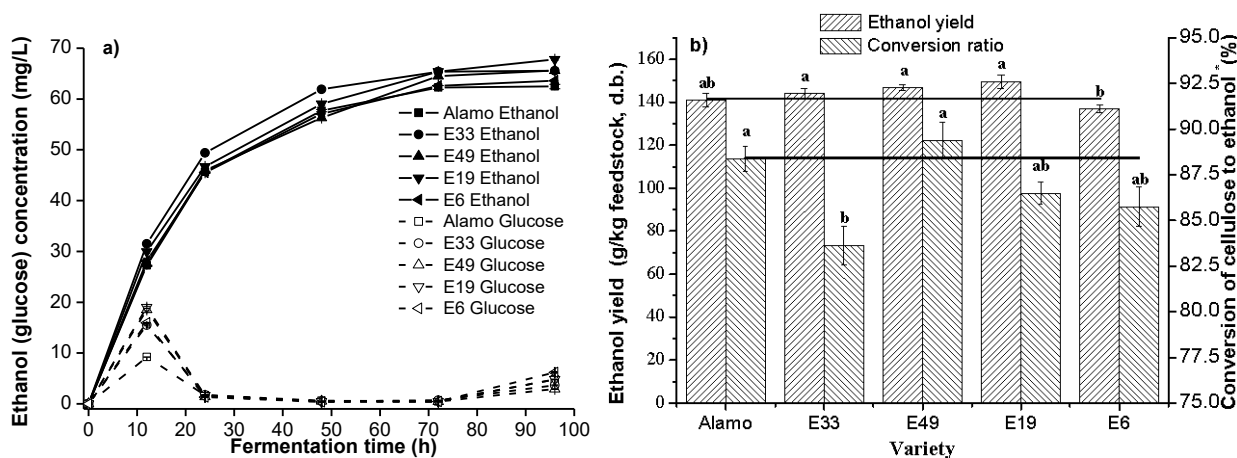 a)
Ethanol (glucose) concentration (mg/L)
70
60
50
40
30
20
10
0
0 10 20 30 40 50 60 70 80 90 100
Fermentation time (h)
Alamo Ethanol
E33 Ethanol
E49 Ethanol
E19 Ethanol
E6 Ethanol
Alamo Glucose
E33 Glucose
E49 Glucose
E19 Glucose
E6 Glucose
b)
Ethanol yield
Conversion ratio
Ethanol yield (g/kg feedstock, d.b.)
160
140
120
100
80
60
40
20
0
ab a a a b
a b a ab ab
Alamo E33 E49 E19 E6
Variety
95.0
92.5
90.0
87.5
85.0
82.5
80.0
77.5
75.0
Conversion of cellulose to ethanol* (%)